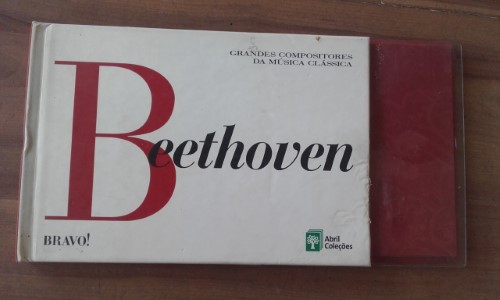 GRANDES COMPOSITORES
DA MÚSICA CLÁSSICA
Beethoven
BRAVO!
Abril
Coleções